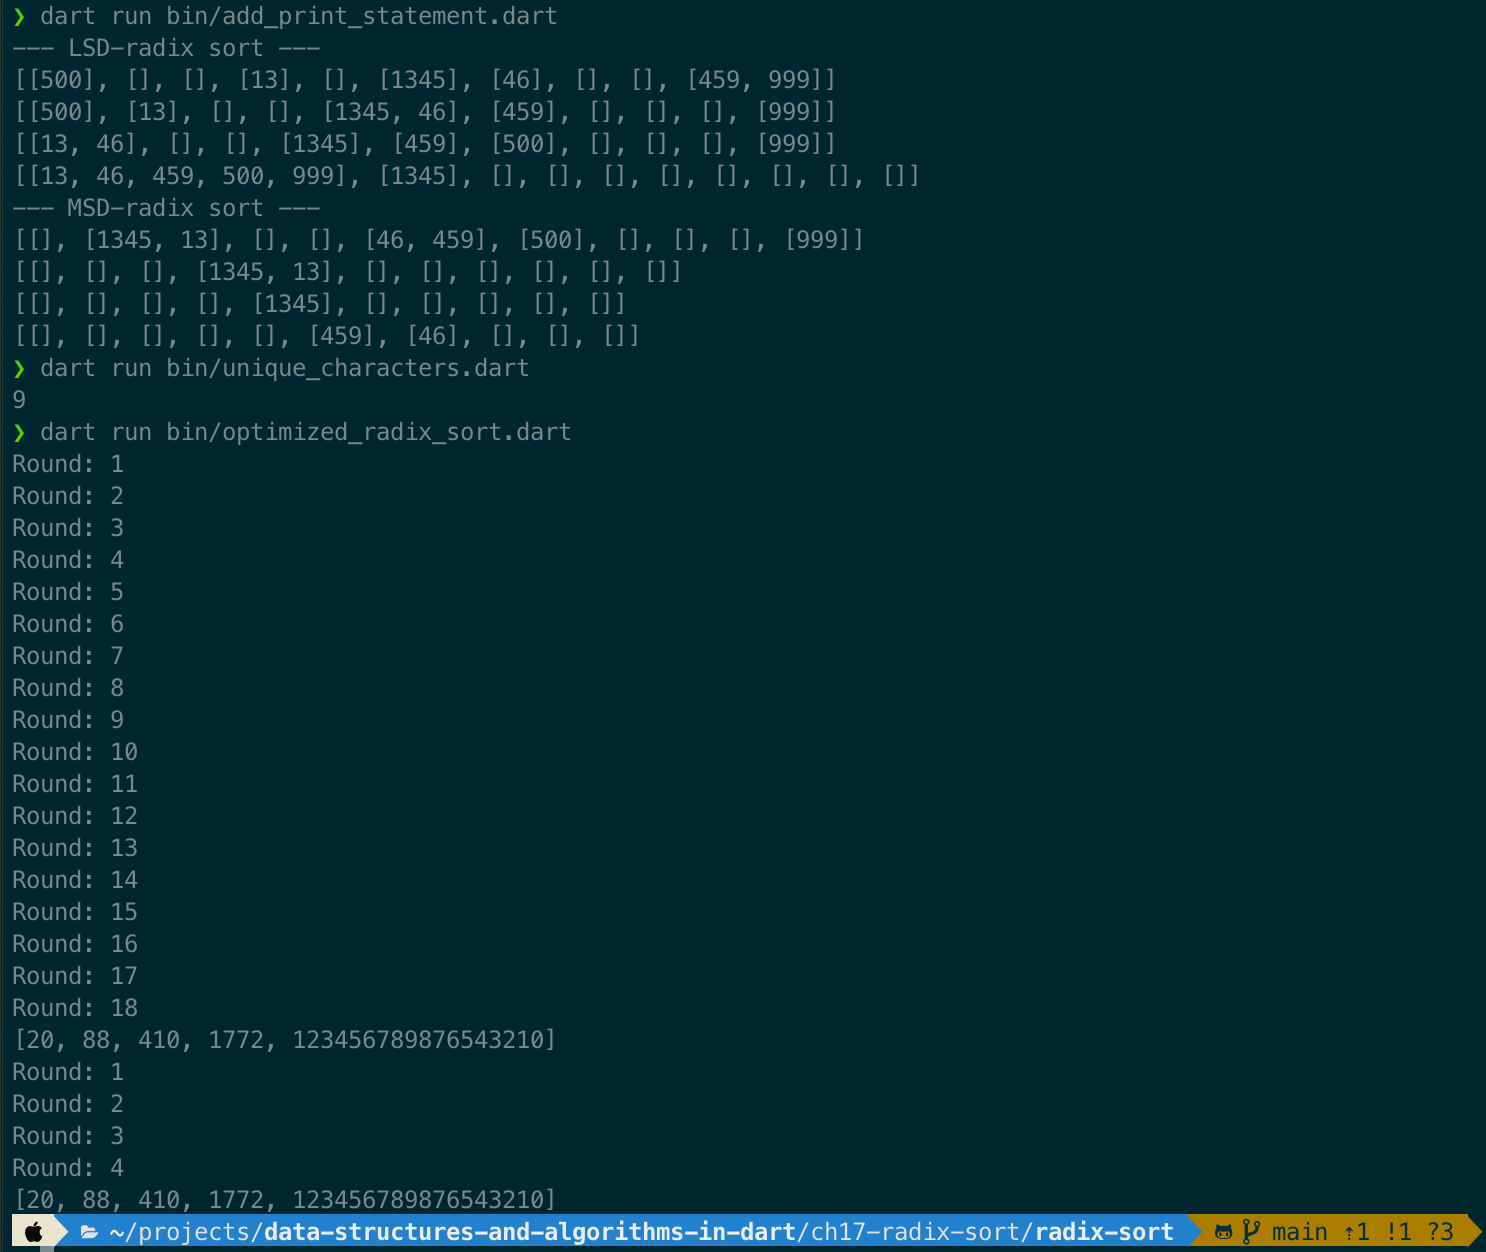 ❯ dart run bin/add_print_statement.dart
--- LSD-radix sort ---
[[500], [], [], [13], [], [1345], [46], [], [], [459, 999]]
[[500], [13], [], [], [1345, 46], [459], [], [], [], [999]]
[[13, 46], [], [], [1345], [459], [500], [], [], [], [999]]
[[13, 46, 459, 500, 999], [1345], [], [], [], [], [], [], [], []]
--- MSD-radix sort ---
[[], [1345, 13], [], [], [46, 459], [500], [], [], [], [999]]
[[], [], [], [1345, 13], [], [], [], [], [], []]
[[], [], [], [], [1345], [], [], [], [], []]
[[], [], [], [], [], [459], [46], [], [], []]
❯ dart run bin/unique_characters.dart
9
❯ dart run bin/optimized_radix_sort.dart
Round: 1
Round: 2
Round: 3
Round: 4
Round: 5
Round: 6
Round: 7
Round: 8
Round: 9
Round: 10
Round: 11
Round: 12
Round: 13
Round: 14
Round: 15
Round: 16
Round: 17
Round: 18
[20, 88, 410, 1772, 123456789876543210]
Round: 1
Round: 2
Round: 3
Round: 4
[20, 88, 410, 1772, 123456789876543210]
~/projects/data-structures-and-algorithms-in-dart/ch17-radix-sort/radix-sort main ⇡1 !1 ?3